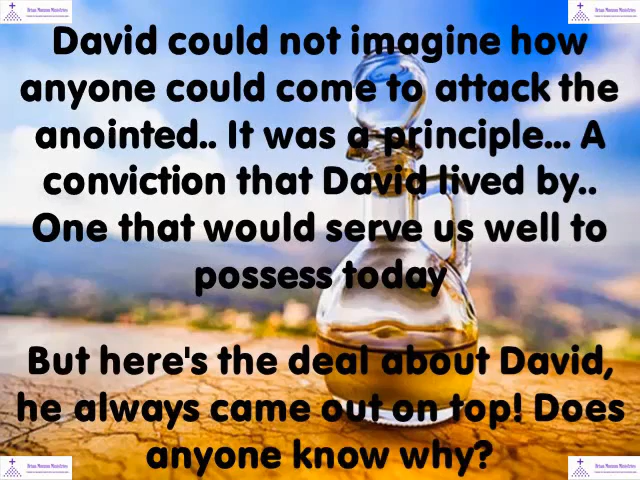 David could not imagine how
anyone could come to attack the
anointed.. It was a principle... A
conviction that David lived by..
One that would serve us well to
possess today
But here's the deal about David,
he always came out on top! Does
anyone know why?